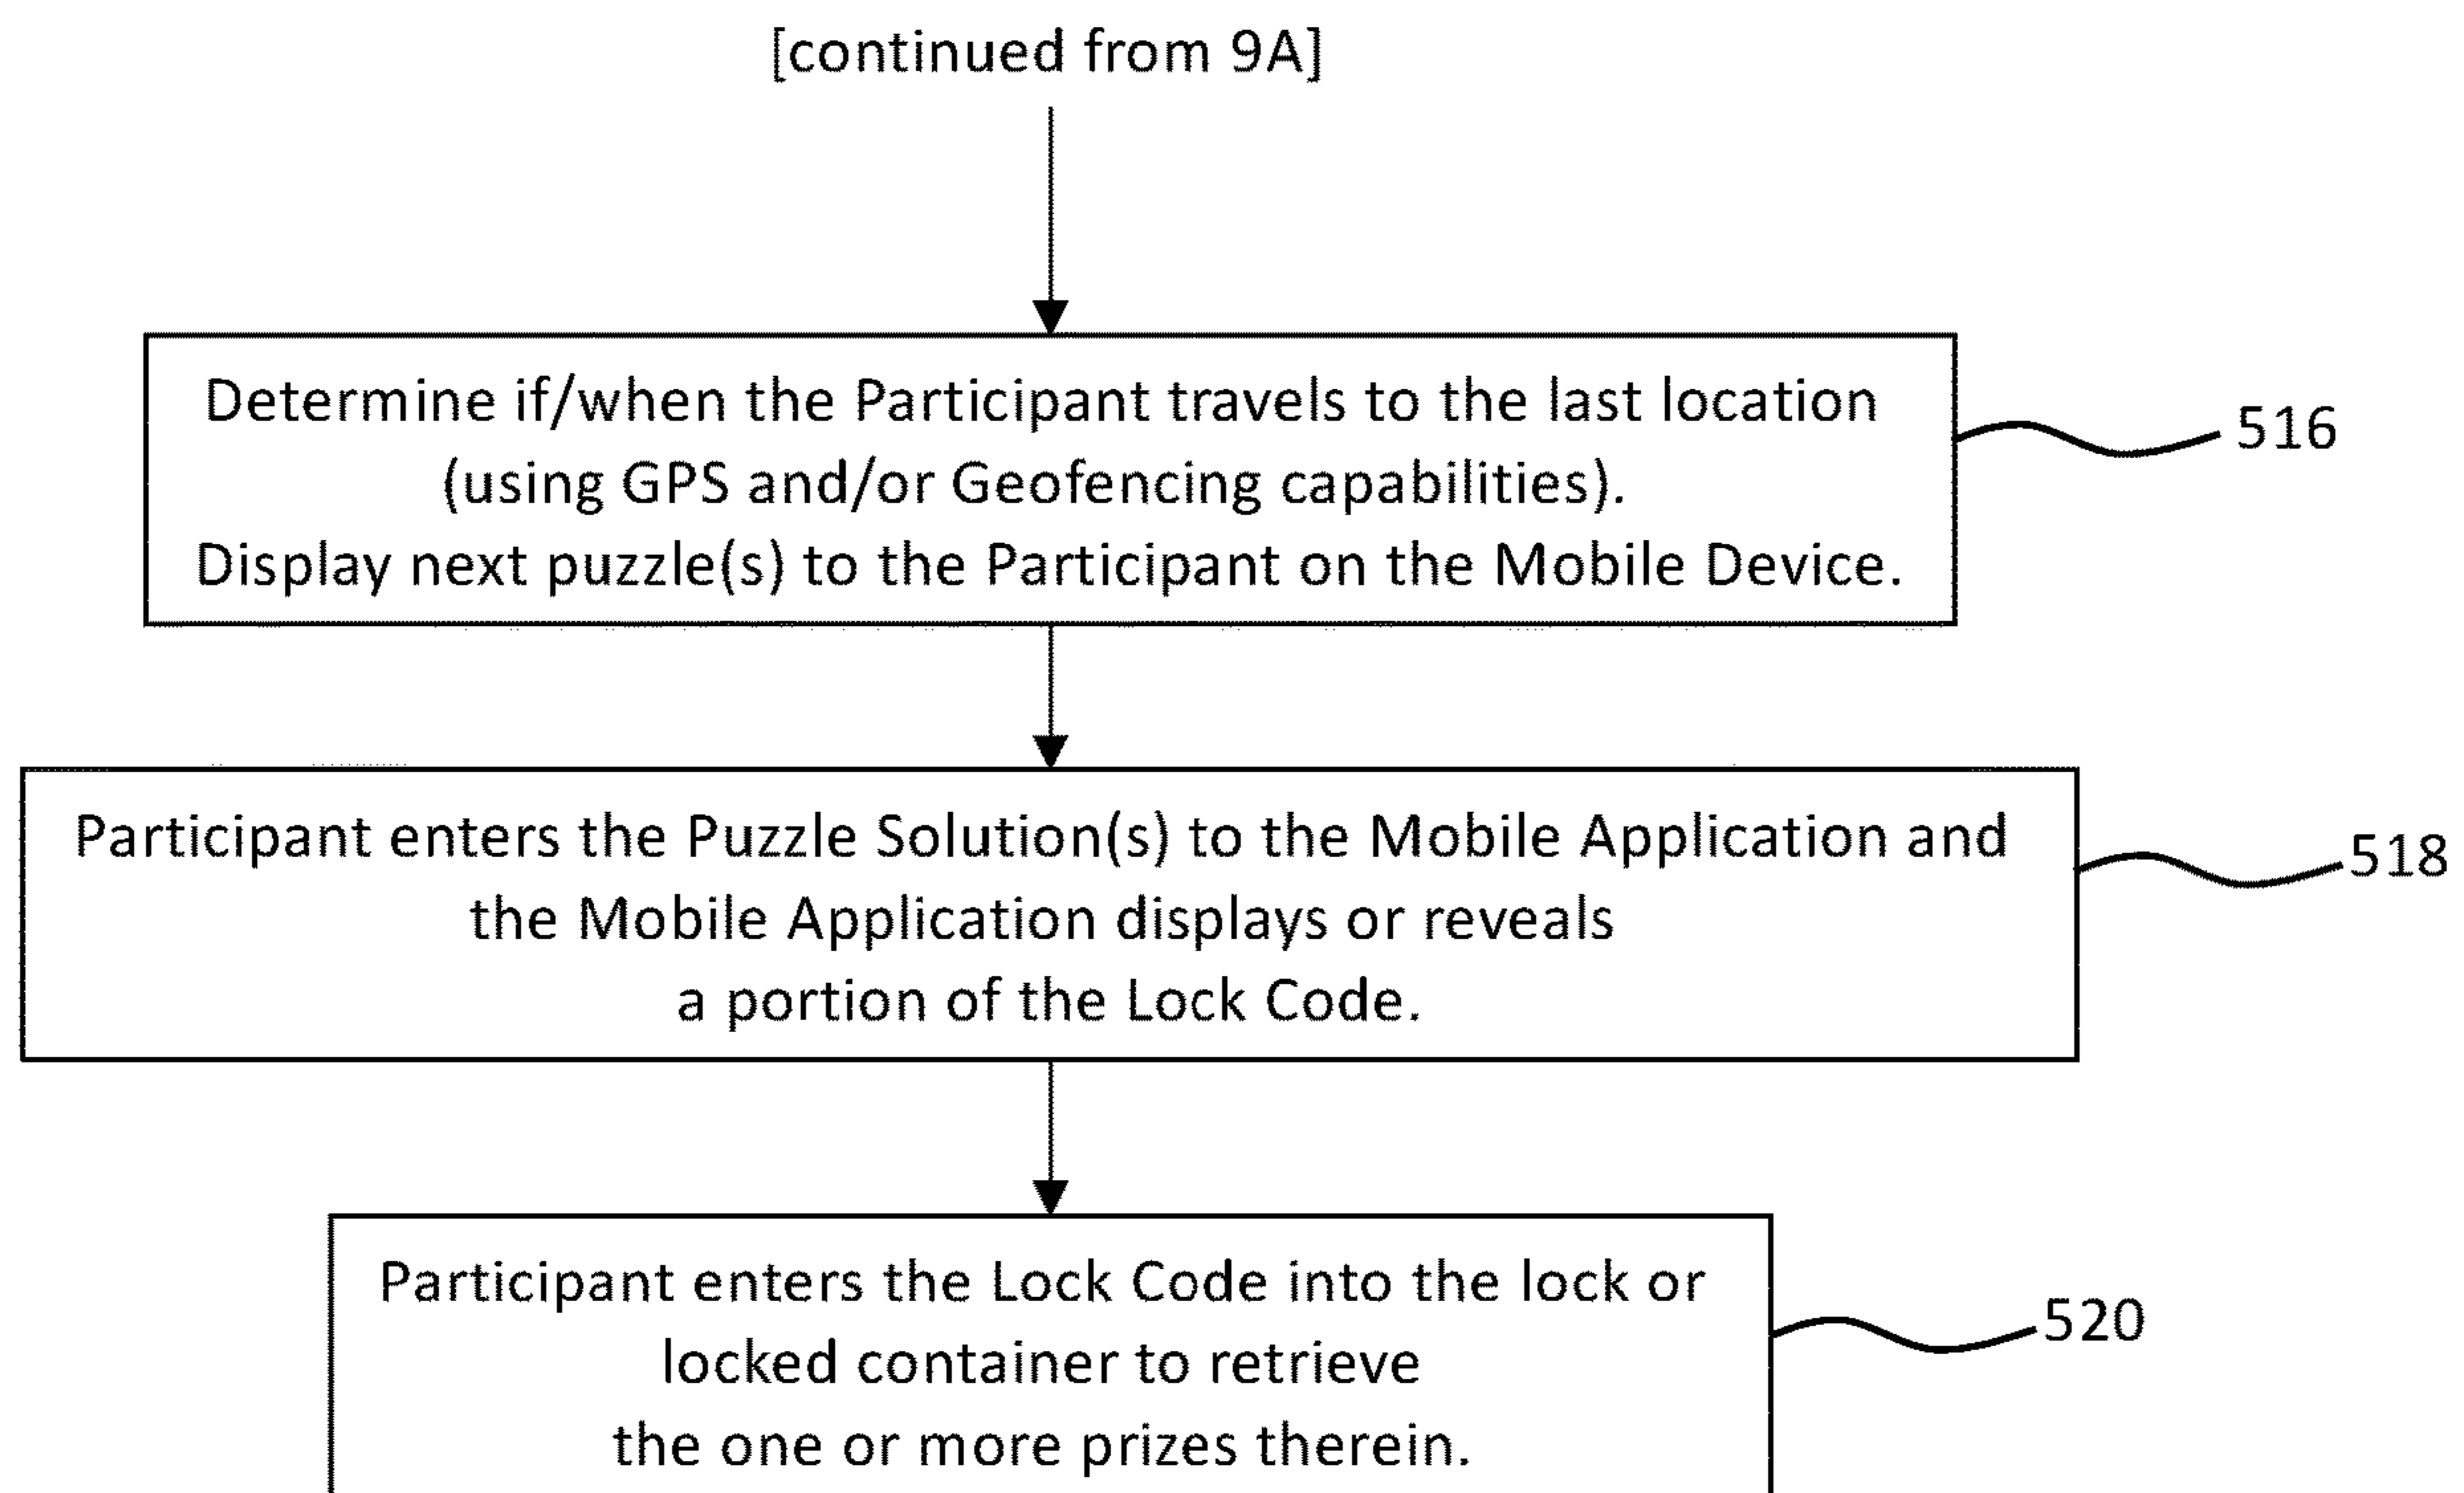 [continued from 9A]
Determine if/when the Participant travels to the last location
(using GPS and/or Geofencing capabilities).
Display next puzzle(s) to the Participant on the Mobile Device.
516
Participant enters the Puzzle Solution(s) to the Mobile Application and
the Mobile Application displays or reveals
a portion of the Lock Code.
518
Participant enters the Lock Code into the lock or
locked container to retrieve
the one or more prizes therein.
520